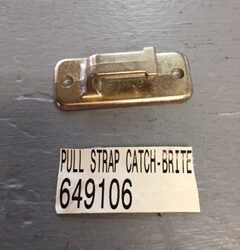 PULL STRAP CATCH-BRITE
649106